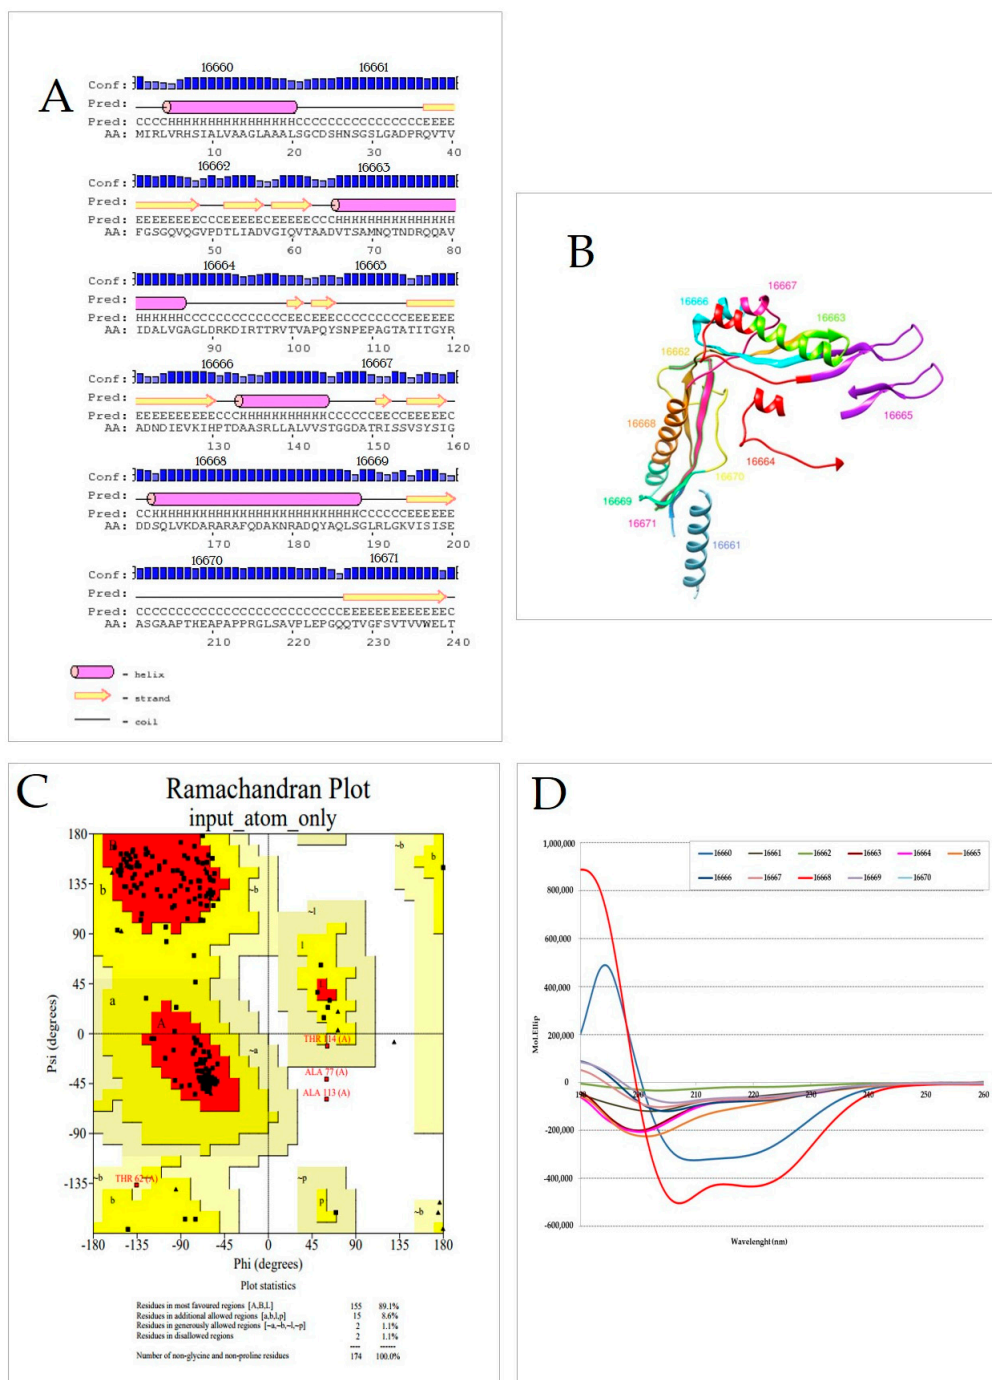 A
16660 16661
Conf:
Pred:
Pred: CCCCHHHHHHHHHHHHHHHHCCCCCCCCCCCCCCCCEEEE
AA: MIRLVRHSIALVAAGLAAALSGCDSHNSGSLGADPRQVTV
10 20 30 40
16662 16663
Conf:
Pred:
Pred: EEEEEEEECCCEEEEECEEEEECCCHHHHHHHHHHHHHHH
AA: FGSGQVQGVPDTLIADVGIQVTAADVTSAMNQTNDRQQAV
50 60 70 80
16664 16665
Conf:
Pred:
Pred: HHHHHHCCCCCCCCCCCCCEECEEECCCCCCCCCEEEEEE
AA: IDALVGAGLDRKDIRTTRVTVAPQYSNPEPAGTATITGYR
90 100 110 120
16666 16667
Conf:
Pred:
Pred: EEEEEEEEEECCCHHHHHHHHHHHCCCCCCEECCEEEEEC
AA: ADNDIEVKIHPTDAASRLLALVVSTGGDATRISSVSYSIG
130 140 150 160
16668 16669
Conf:
Pred:
Pred: CCHHHHHHHHHHHHHHHHHHHHHHHHHHCCCCCCEEEEEE
AA: DDSQLVKDARARAFQDAKNRADQYAQLSGLRLGKVISISE
170 180 190 200
16670 16671
Conf:
Pred:
Pred: CCCCCCCCCCCCCCCCCCCCCCCCCCEEEEEEEEEEEEEC
AA: ASGAAPTHEAPAPPRGLSAVPLEPGQQTVGFSVTVVWELT
210 220 230 240
= helix
= strand
= coil
B
16667
16666
16663
16662
16665
16668
16664
16670
16669
16671
16661
C
Ramachandran Plot
input_atom_only
180
135
90
45
0
-45
-90
-135
-180
Psi (degrees)
B
b
~b
~b
b
~l
l
a
A
~a
THR 114 (A)
ALA 77 (A)
ALA 113 (A)
THR 62 (A)
~b
b
~p
p
~b
-180 -135 -90 -45 0 45 90 135 180
Phi (degrees)
Plot statistics
Residues in most favoured regions [A,B,L] 155 89.1%
Residues in additional allowed regions [a,b,l,p] 15 8.6%
Residues in generously allowed regions [~a,~b,~l,~p] 2 1.1%
Residues in disallowed regions 2 1.1%
---- ------
Number of non-glycine and non-proline residues 174 100.0%
D
1,000,000
800,000
600,000
400,000
200,000
0
-200,000
-400,000
-600,000
Mol.Ellip
16660 16661 16662 16663 16664 16665
16666 16667 16668 16669 16670
190 200 210 220 230 240 250 260
Wavelenght (nm)